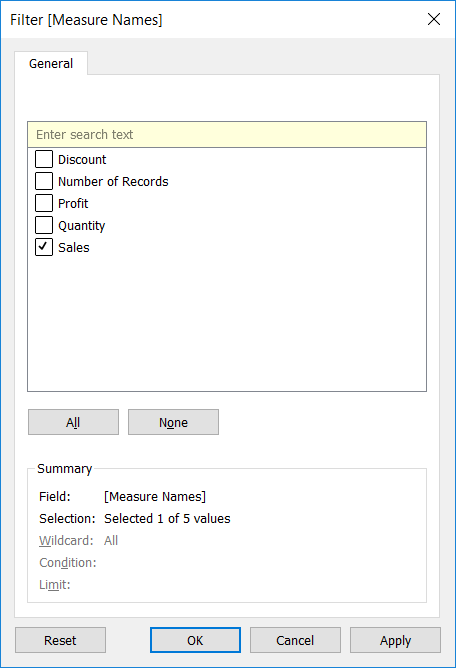 Filter [Measure Names]
General
Enter search text
Discount
Number of Records
Profit
Quantity
Sales
All None
Summary
Field: [Measure Names]
Selection: Selected 1 of 5 values
Wildcard: All
Condition:
Limit:
Reset OK Cancel Apply